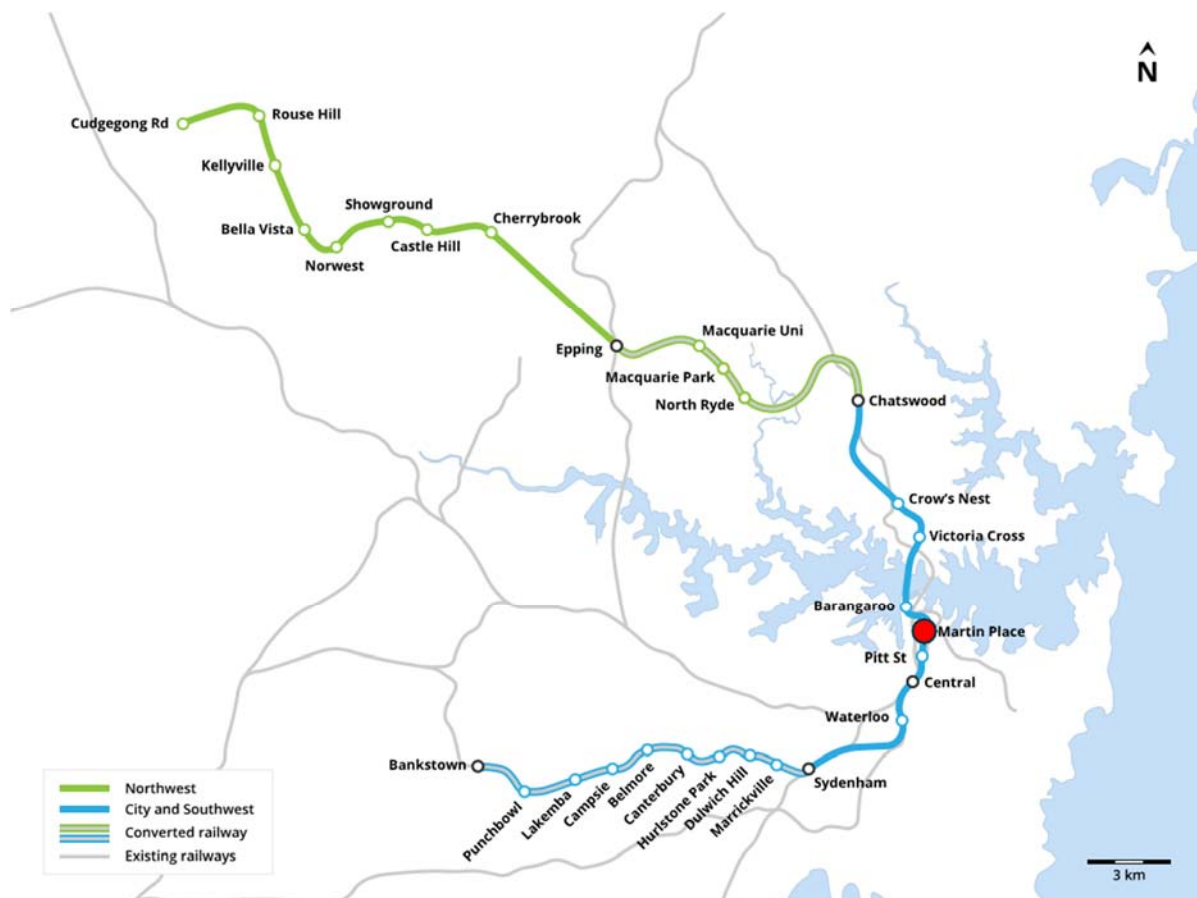 N
Cudgegong Rd
Rouse Hill
Kellyville
Showground
Cherrybrook
Bella Vista
Castle Hill
Norwest
Macquarie Uni
Epping
Macquarie Park
North Ryde
Chatswood
Crow's Nest
Victoria Cross
Barangaroo
Martin Place
Pitt St
Central
Waterloo
Bankstown
Sydenham
Punchbowl
Lakemba
Campsie
Belmore
Canterbury
Hurlstone Park
Dulwich Hill
Marrickville
Northwest
City and Southwest
Converted railway
Existing railways
3 km